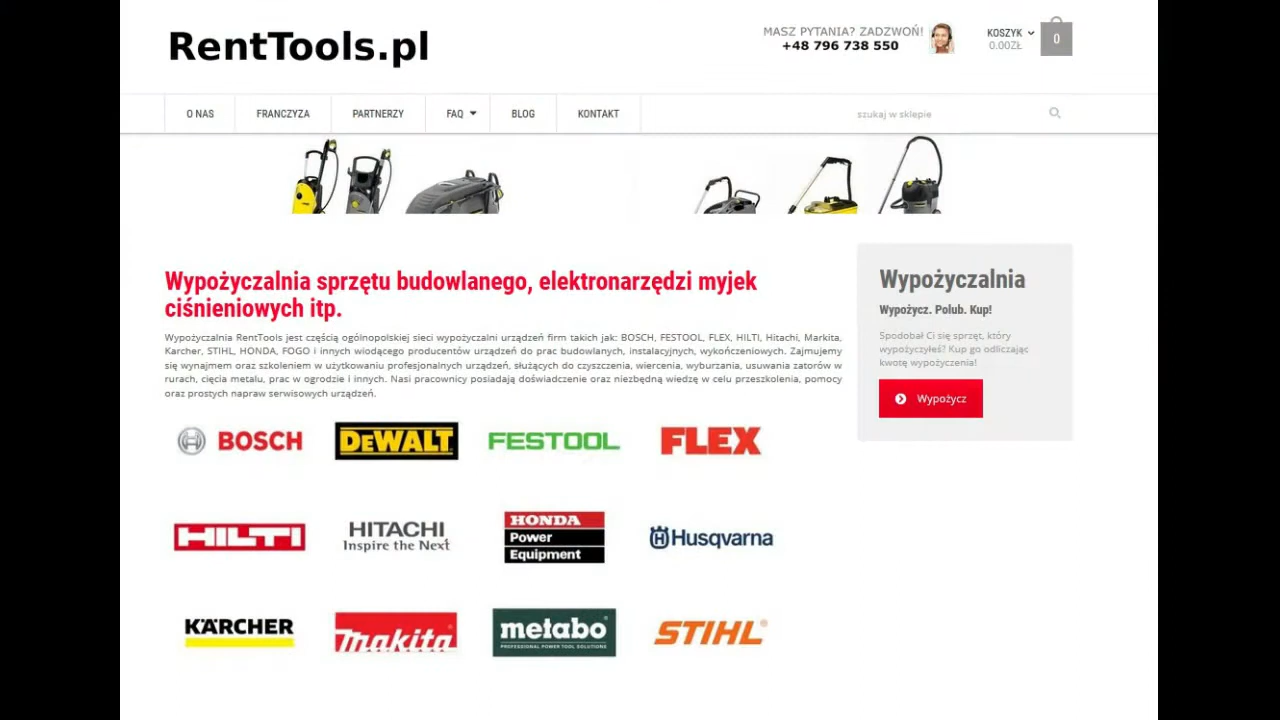 RentTools.pl
MASZ PYTANIA? ZADZWOŃ!
+48 796 738 550
KOSZYK
0.00ZŁ
0
O NAS
FRANCZYZA
PARTNERZY
FAQ
BLOG
KONTAKT
szukaj w sklepie
Wypożyczalnia sprzętu budowlanego, elektronarzędzi myjek
ciśnieniowych itp.
Wypożyczalnia RentTools jest częścią ogólnopolskiej sieci wypożyczalni urządzeń firm takich jak: BOSCH, FESTOOL, FLEX, HILTI, Hitachi, Markita,
Karcher, STIHL, HONDA, FOGO i innych wiodącego producentów urządzeń do prac budowlanych, instalacyjnych, wykończeniowych. Zajmujemy
się wynajmem oraz szkoleniem w użytkowaniu profesjonalnych urządzeń, służących do czyszczenia, wiercenia, wyburzania, usuwania zatorów w
rurach, cięcia metalu, prac w ogrodzie i innych. Nasi pracownicy posiadają doświadczenie oraz niezbędną wiedzę w celu przeszkolenia, pomocy
oraz prostych napraw serwisowych urządzeń.
Wypożyczalnia
Wypożycz. Polub. Kup!
Spodobał Ci się sprzęt, który
wypożyczyłeś? Kup go odliczając
kwotę wypożyczenia!
Wypożycz
BOSCH
DEWALT
FESTOOL
FLEX
HILTI
HITACHI
Inspire the Next
HONDA
Power
Equipment
Husqvarna
KÄRCHER
makita
metabo
PROFESSIONAL POWER TOOL SOLUTIONS
STIHL